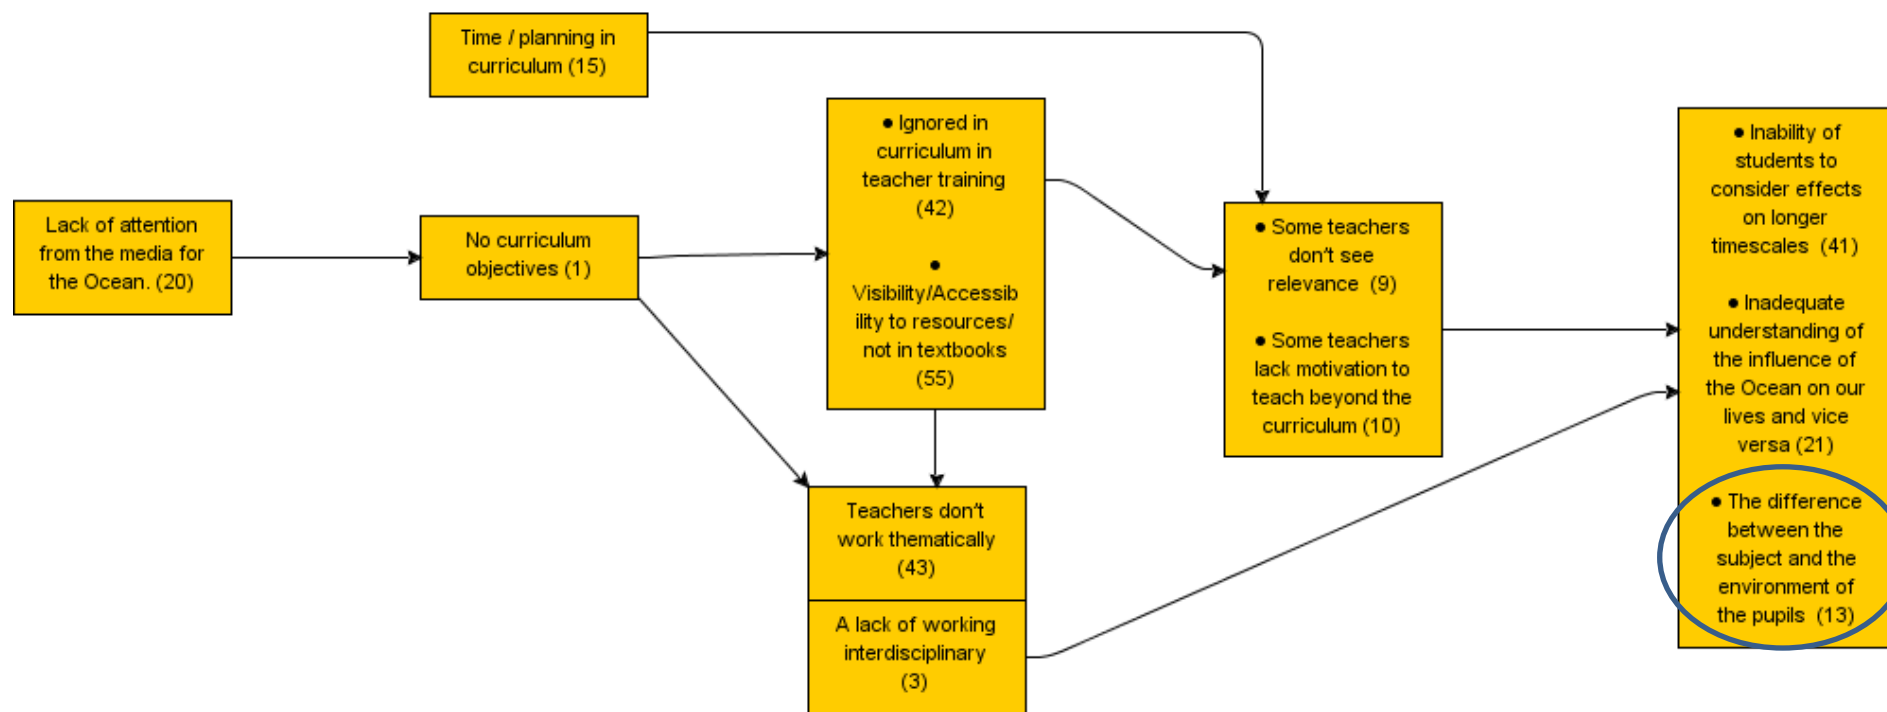 Time / planning in
curriculum (15)
Lack of attention
from the media for
the Ocean. (20)
No curriculum
objectives (1)
● Ignored in
curriculum in
teacher training
(42)
●
Visibility/Accessib
ility to resources/
not in textbooks
(55)
Teachers don't
work thematically
(43)
A lack of working
interdisciplinary
(3)
● Some teachers
don't see
relevance (9)
● Some teachers
lack motivation to
teach beyond the
curriculum (10)
● Inability of
students to
consider effects
on longer
timescales (41)
● Inadequate
understanding of
the influence of
the Ocean on our
lives and vice
versa (21)
● The difference
between the
subject and the
environment of
the pupils (13)